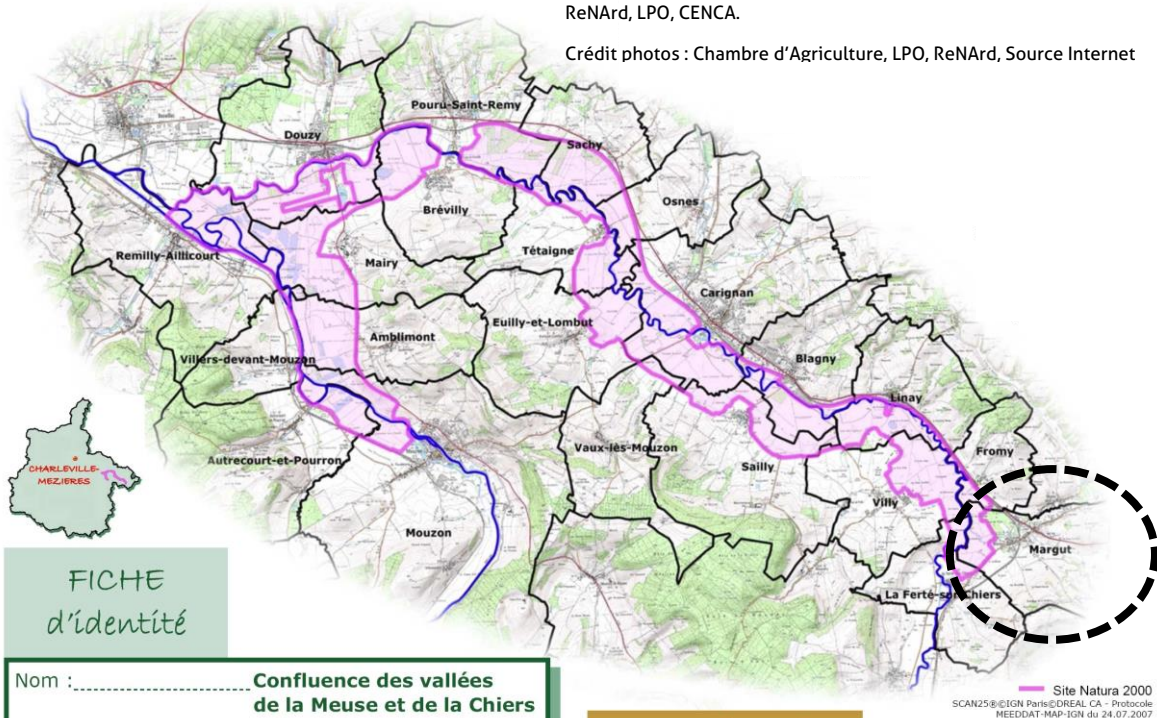 ReNArd, LPO, CENCA.
Crédit photos : Chambre d'Agriculture, LPO, ReNArd, Source Internet
Pouru-Saint-Remy
Douzy
Sachy
Osnes
Brévilly
Tétaigne
Remilly-Aillicourt
Mairy
Carignan
Euilly-et-Lombut
Amblimont
Blagny
Villers-devant-Mouzon
Linay
CHARLEVILLE-
MEZIERES
Autrecourt-et-Pourron
Vaux-lès-Mouzon
Sailly
Fromy
Villy
Mouzon
Margut
La Ferté-sur-Chiers
FICHE
d'identité
Nom : Confluence des vallées
de la Meuse et de la Chiers
Site Natura 2000
SCAN25®©IGN Paris©DREAL CA - Protocole
MEEDDAT-MAP-IGN du 24.07.2007